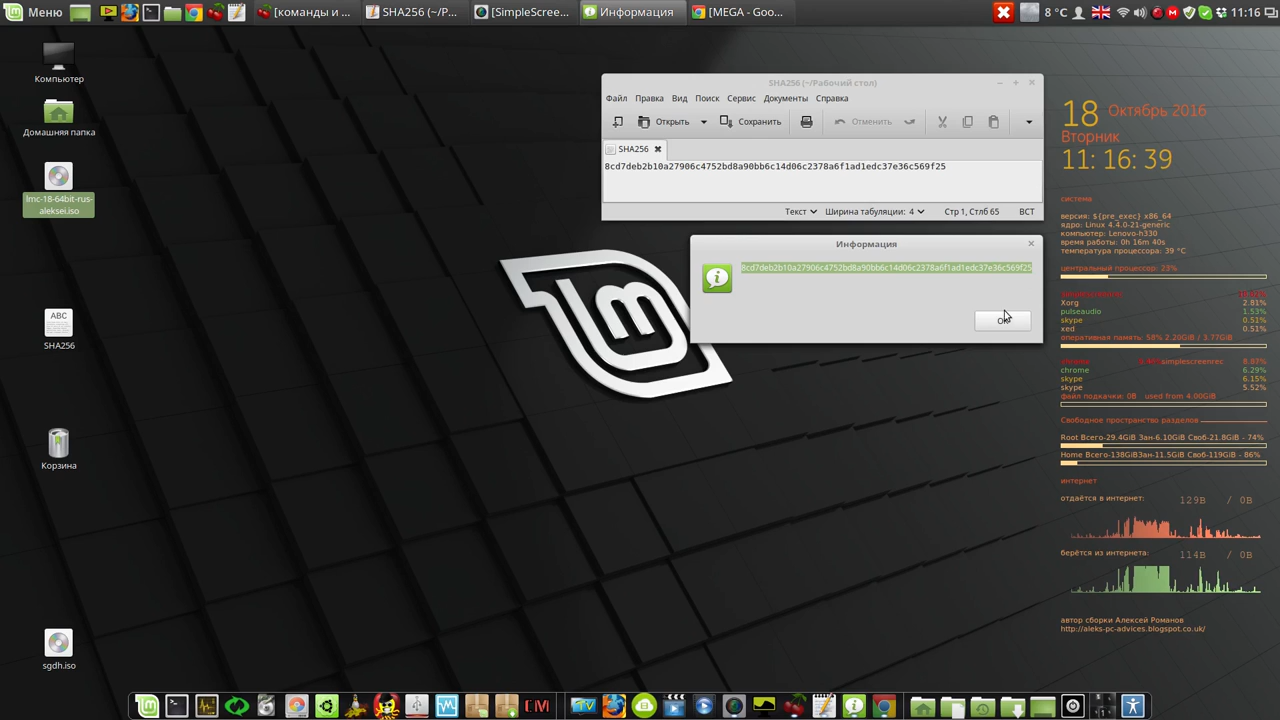 Меню
[команды и ...
SHA256 (~/Р...
[SimpleScree...
Информация
[MEGA - Goo...
8 °C
11:16
Компьютер
Домашняя папка
lmc-18-64bit-rus-
aleksei.iso
ABC
SHA256
Корзина
sgdh.iso
SHA256 (~/Рабочий стол)
Файл Правка Вид Поиск Сервис Документы Справка
Открыть Сохранить Отменить
SHA256
8cd7deb2b10a27906c4752bd8a90bb6c14d06c2378a6f1ad1edc37e36c569f25
Текст Ширина табуляции: 4 Стр 1, Стлб 65 ВСТ
Информация
8cd7deb2b10a27906c4752bd8a90bb6c14d06c2378a6f1ad1edc37e36c569f25
18 Октябрь 2016
Вторник
11: 16: 39
система
версия: ${pre_exec} x86_64
ядро: Linux 4.4.0-21-generic
компьютер: Lenovo-h330
время работы: 0h 16m 40s
температура процессора: 39 °C
центральный процессор: 23%
Xorg 2.81%
pulseaudio 1.53%
skype 0.51%
xed 0.51%
оперативная память: 58% 2.20GiB / 3.77GiB
chrome simplescreenrec 8.87%
chrome 6.29%
skype 6.15%
skype 5.52%
файл подкачки: 0B used from 4.00GiB
Свободное пространство разделов
Root Всего-29.4GiB Зан-6.10GiB Своб-21.8GiB - 74%
Home Всего-138GiBЗан-11.5GiB Своб-119GiB - 86%
интернет
отдаётся в интернет: 129B / 0B
берётся из интернета: 114B / 0B
автор сборки Алексей Романов
http://aleks-pc-advices.blogspot.co.uk/